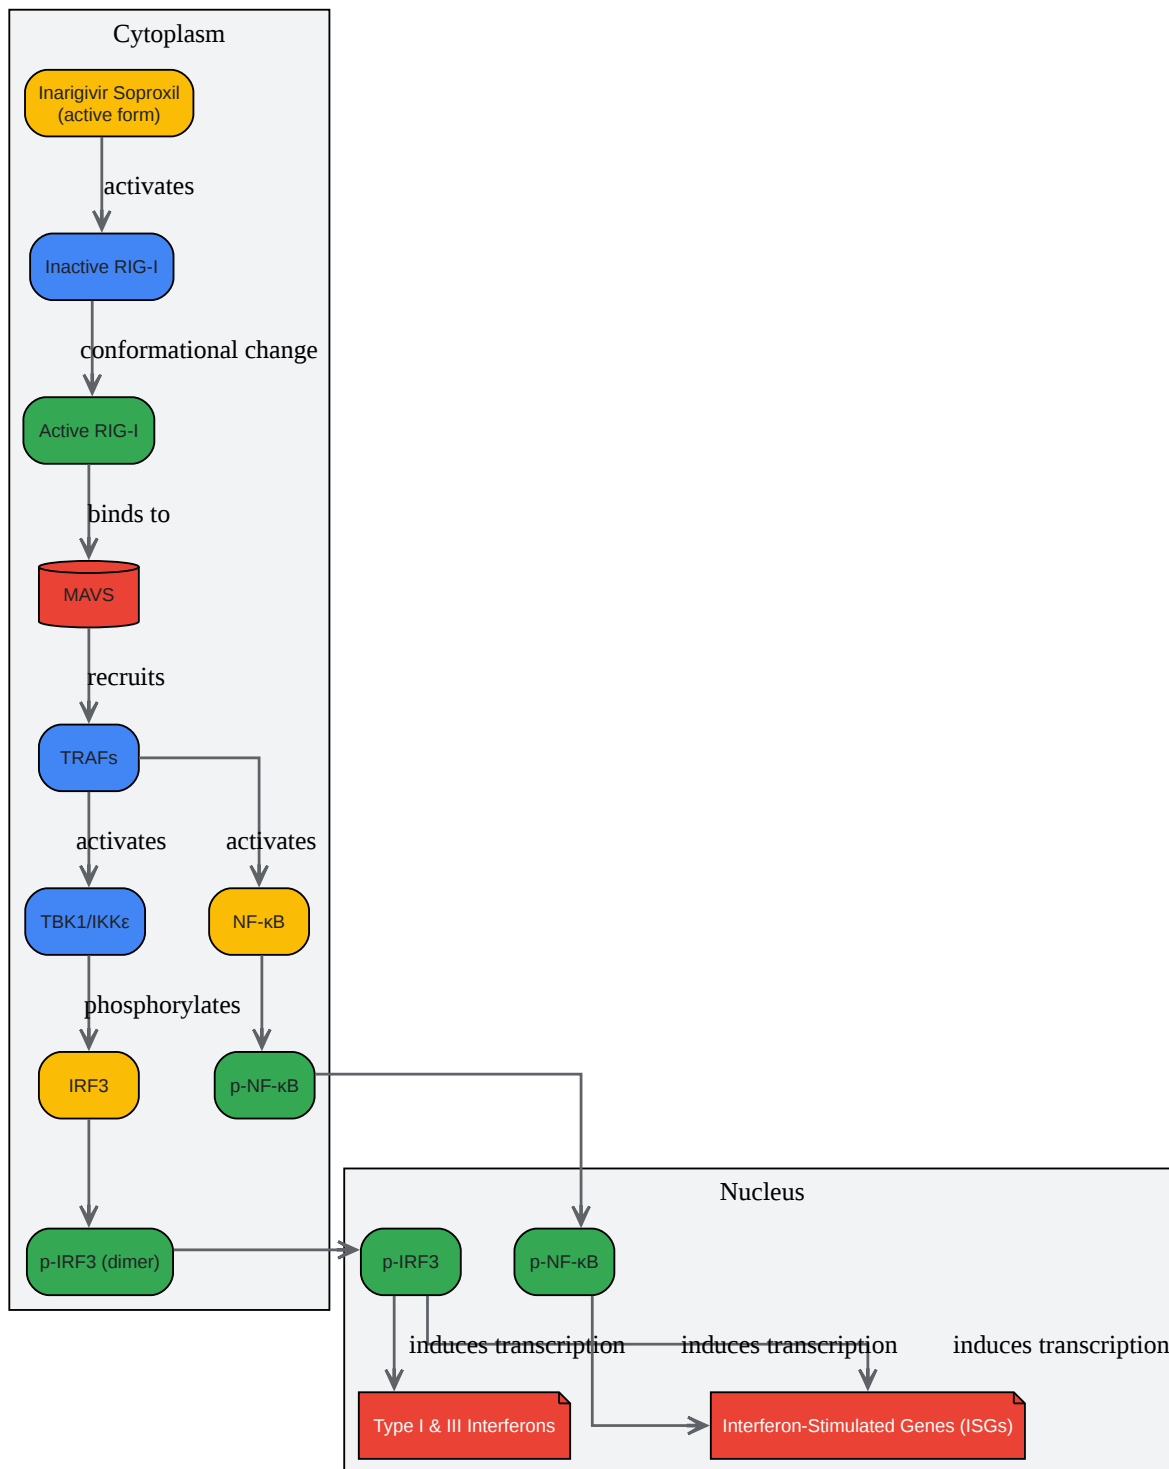 Cytoplasm
Inarigivir Soproxil
(active form)
activates
Inactive RIG-I
conformational change
Active RIG-I
binds to
MAVS
recruits
TRAFs
activates
activates
TBK1/IKKε
NF-κB
phosphorylates
IRF3
p-NF-κB
Nucleus
p-IRF3 (dimer)
p-IRF3
p-NF-κB
induces transcription
induces transcription
induces transcription
Type I & III Interferons
Interferon-Stimulated Genes (ISGs)